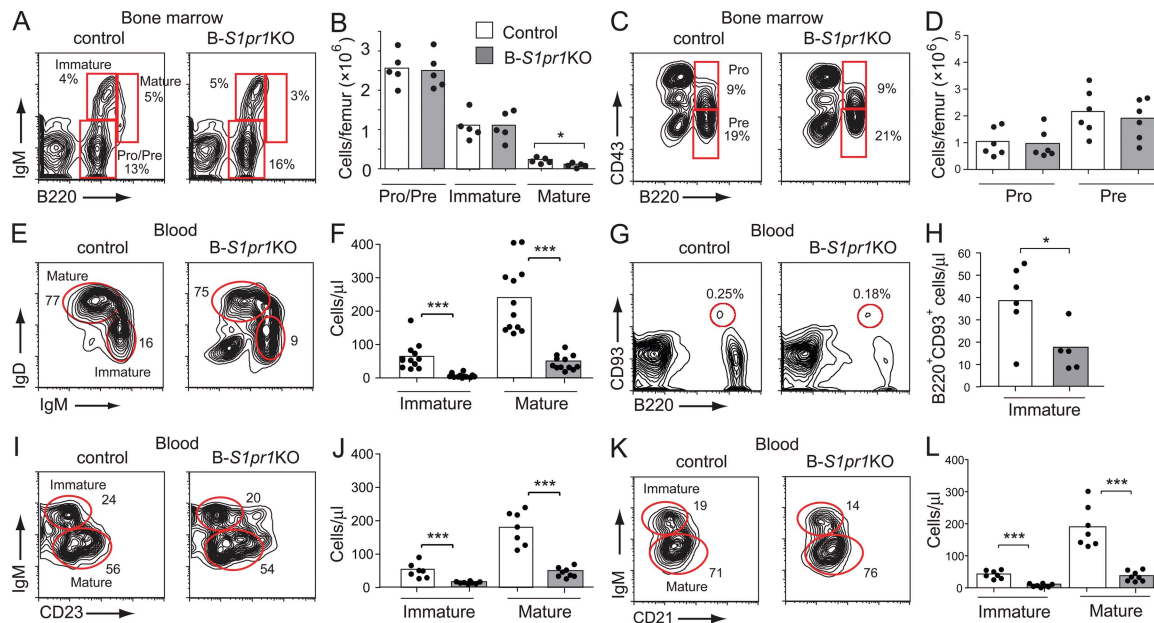 A Bone marrow
control B-S1pr1KO
Immature
4%
Mature
5%
Pro/Pre
13%
5%
3%
16%
IgM
B220
B
Control
B-S1pr1KO
Cells/femur (×10⁶)
3
2
1
0
*
Pro/Pre Immature Mature
C Bone marrow
control B-S1pr1KO
Pro
9%
Pre
19%
9%
21%
CD43
B220
D
Cells/femur (×10⁶)
5
4
3
2
1
0
Pro Pre
E Blood
control B-S1pr1KO
Mature
77
16
Immature
75
9
IgD
IgM
F
Cells/µl
400
300
200
100
0
*** ***
Immature Mature
G Blood
control B-S1pr1KO
0.25% 0.18%
CD93
B220
H
B220⁺CD93⁺ cells/µl
60
50
40
30
20
10
0
*
Immature
I Blood
control B-S1pr1KO
Immature
24
56
Mature
20
54
IgM
CD23
J
Cells/µl
400
300
200
100
0
*** ***
Immature Mature
K Blood
control B-S1pr1KO
Immature
19
71
Mature
14
76
IgM
CD21
L
Cells/µl
400
300
200
100
0
*** ***
Immature Mature